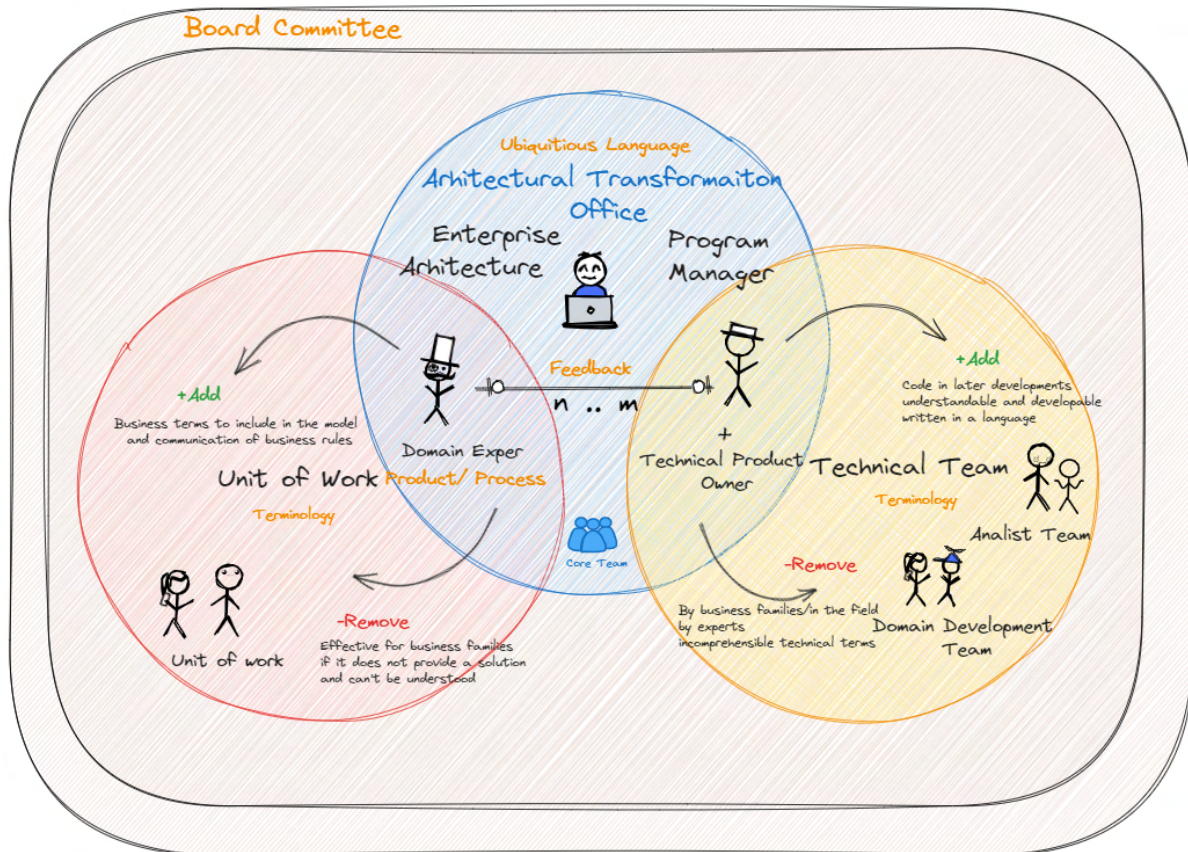 Board Committee
Ubiquitious Language
Arhitectural Transformaiton
Office
Enterprise
Arhitecture
Program
Manager
Feedback
n .. m
+Add
Business terms to include in the model
and communication of business rules
Domain Exper
Product/ Process
Unit of Work
Terminology
Unit of work
-Remove
Effective for business families
if it does not provide a solution
and can't be understood
Core Team
+
Technical Product
Owner
+Add
Code in later developments
understandable and developable
written in a language
Technical Team
Terminology
Analist Team
-Remove
By business families/in the field
by experts
incomprehensible technical terms
Domain Development
Team